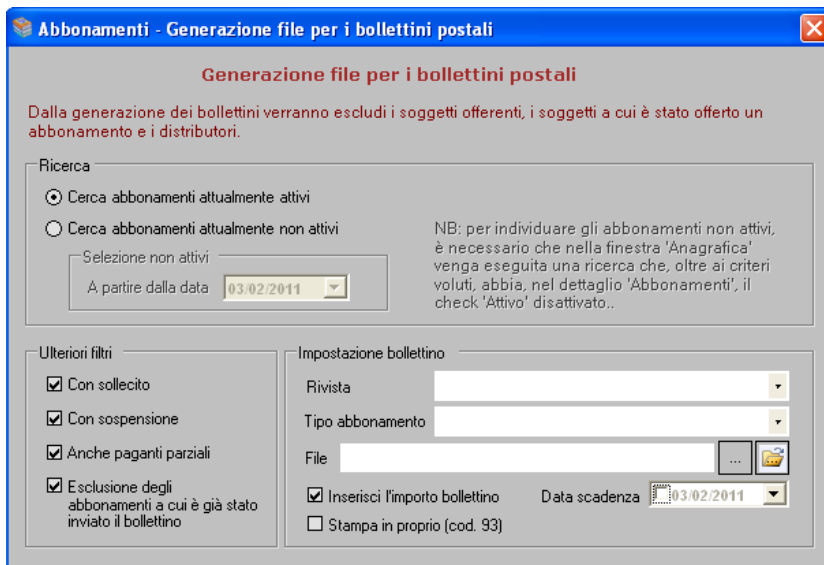 Abbonamenti - Generazione file per i bollettini postali
Generazione file per i bollettini postali
Dalla generazione dei bollettini verranno escludi i soggetti offerenti, i soggetti a cui è stato offerto un
abbonamento e i distributori.
Ricerca
Cerca abbonamenti attualmente attivi
Cerca abbonamenti attualmente non attivi
Selezione non attivi
A partire dalla data
03/02/2011
NB: per individuare gli abbonamenti non attivi,
è necessario che nella finestra 'Anagrafica'
venga eseguita una ricerca che, oltre ai criteri
voluti, abbia, nel dettaglio 'Abbonamenti', il
check 'Attivo' disattivato..
Ulteriori filtri
Con sollecito
Con sospensione
Anche paganti parziali
Esclusione degli
abbonamenti a cui è già stato
inviato il bollettino
Impostazione bollettino
Rivista
Tipo abbonamento
File
...
Inserisci l'importo bollettino
Data scadenza
03/02/2011
Stampa in proprio (cod. 93)